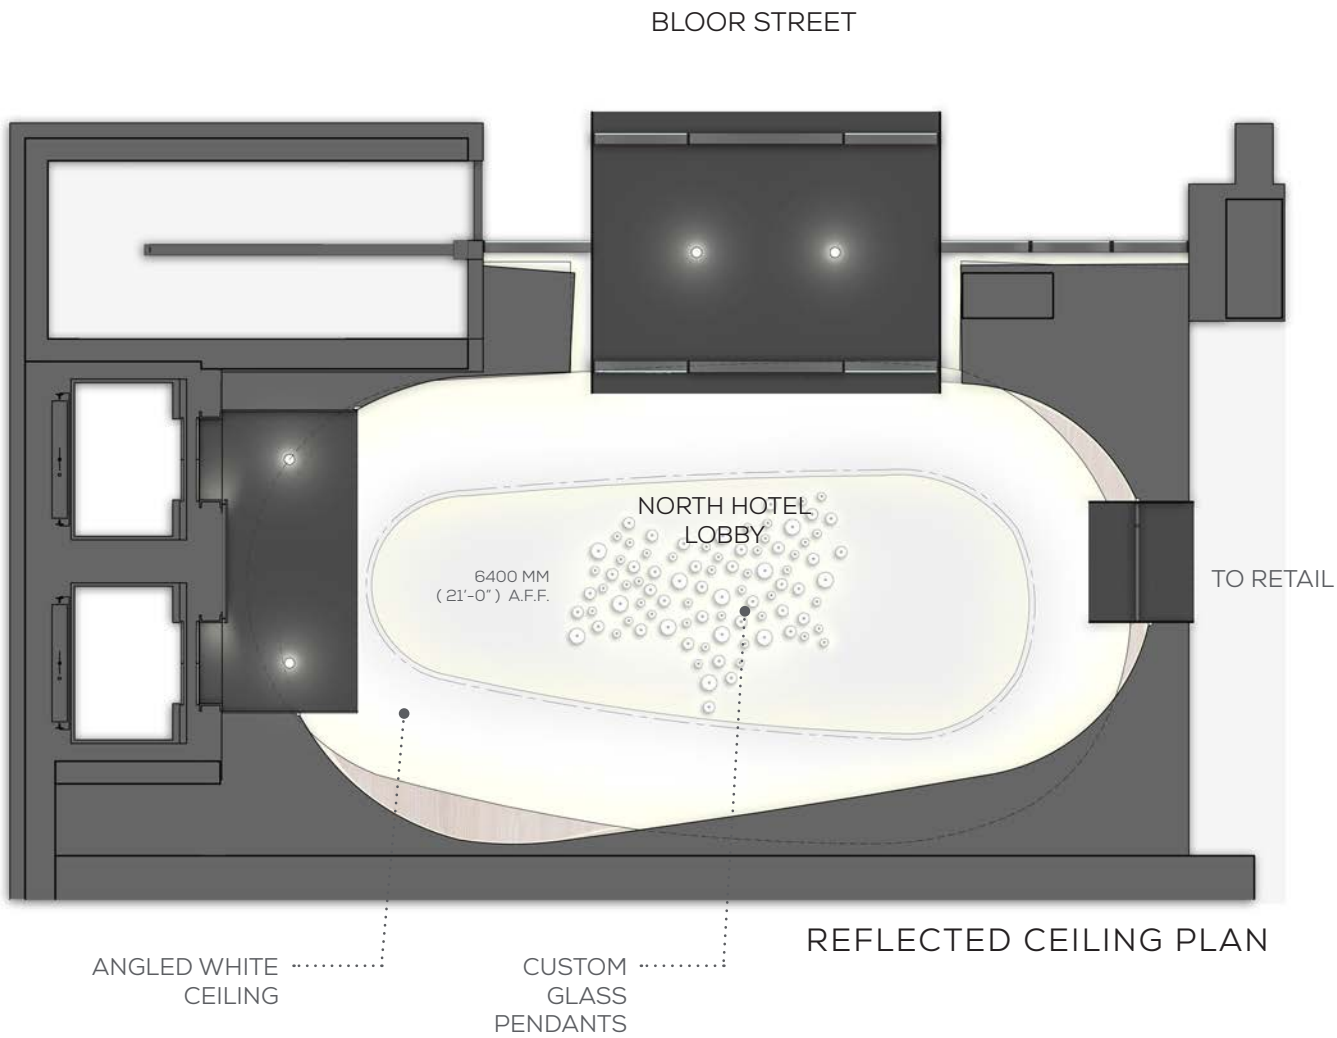 BLOOR STREET
NORTH HOTEL
LOBBY
6400 MM
( 21'-0" ) A.F.F.
TO RETAIL
REFLECTED CEILING PLAN
ANGLED WHITE
CEILING
CUSTOM
GLASS
PENDANTS